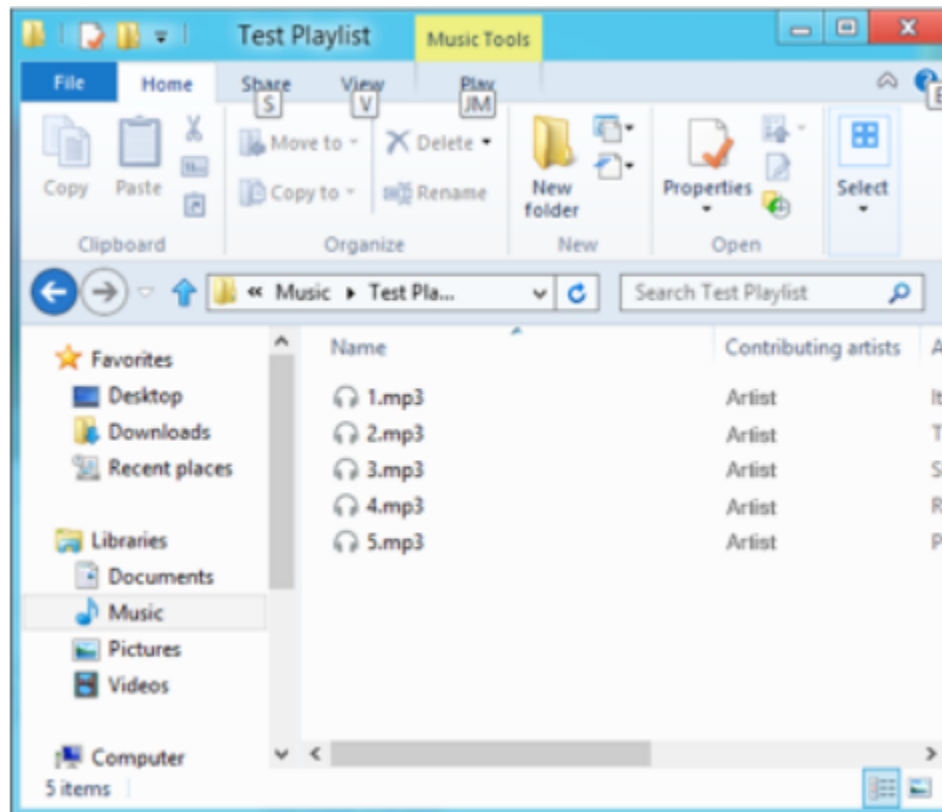 Test Playlist Music Tools
File Home Share View Play
S V JM E
Copy Paste Move to Delete New folder Properties Select
Copy to Rename
Clipboard Organize New Open
« Music Test Pla... Search Test Playlist
Name Contributing artists A
Favorites
Desktop 1.mp3 Artist It
Downloads 2.mp3 Artist T
Recent places 3.mp3 Artist S
4.mp3 Artist R
Libraries 5.mp3 Artist P
Documents
Music
Pictures
Videos
Computer
5 items